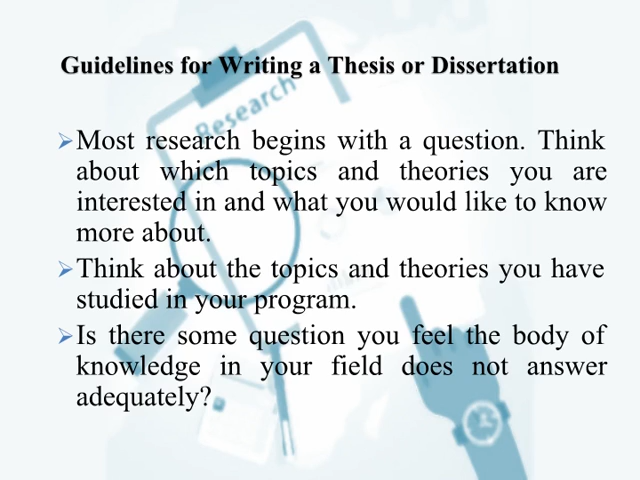 Guidelines for Writing a Thesis or Dissertation
Research
➢Most research begins with a question. Think
about which topics and theories you are
interested in and what you would like to know
more about.
➢Think about the topics and theories you have
studied in your program.
➢Is there some question you feel the body of
knowledge in your field does not answer
adequately?